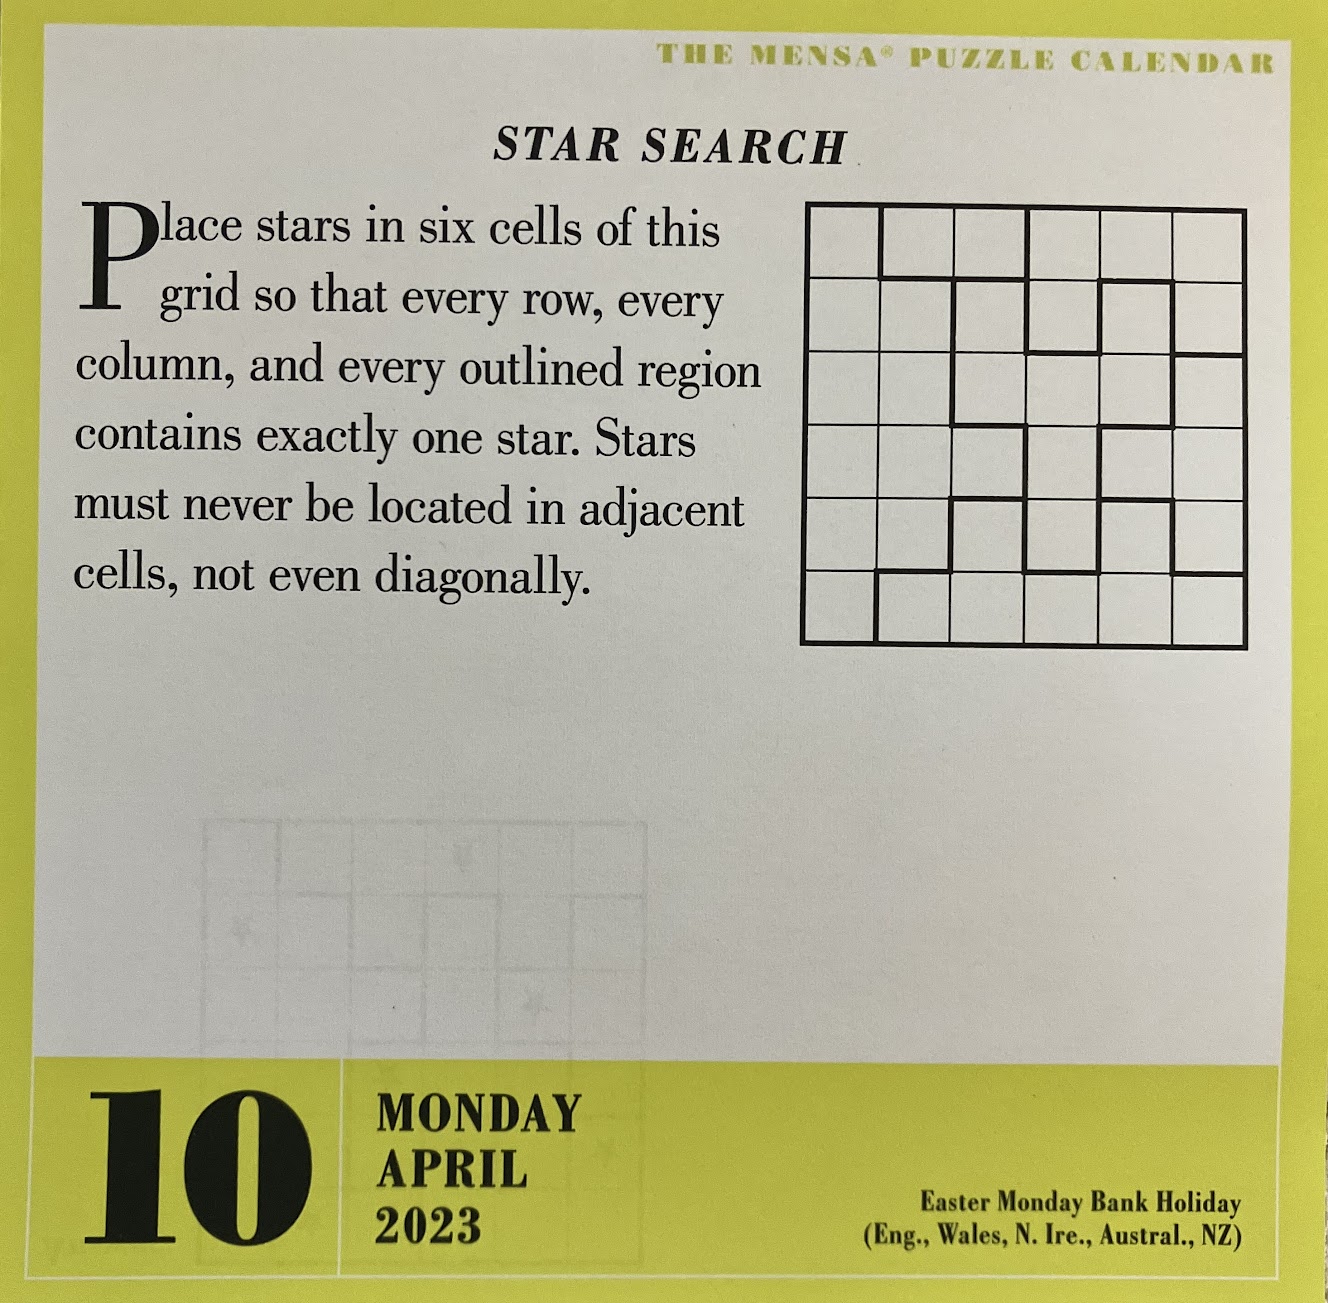 THE MENSA® PUZZLE CALENDAR
STAR SEARCH
Place stars in six cells of this
grid so that every row, every
column, and every outlined region
contains exactly one star. Stars
must never be located in adjacent
cells, not even diagonally.
10
MONDAY
APRIL
2023
Easter Monday Bank Holiday
(Eng., Wales, N. Ire., Austral., NZ)